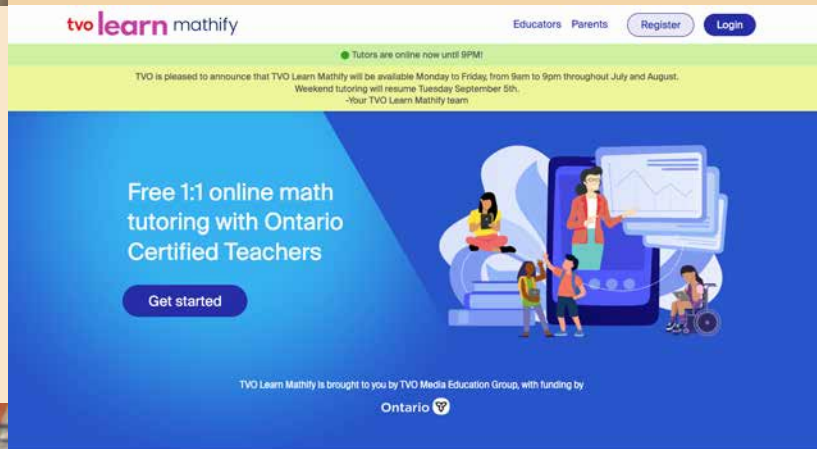 tvo learn mathify
Educators Parents Register Login
Tutors are online now until 9PM!
TVO is pleased to announce that TVO Learn Mathify will be available Monday to Friday, from 9am to 9pm throughout July and August.
Weekend tutoring will resume Tuesday September 5th.
-Your TVO Learn Mathify team
Free 1:1 online math
tutoring with Ontario
Certified Teachers
Get started
TVO Learn Mathify is brought to you by TVO Media Education Group, with funding by
Ontario